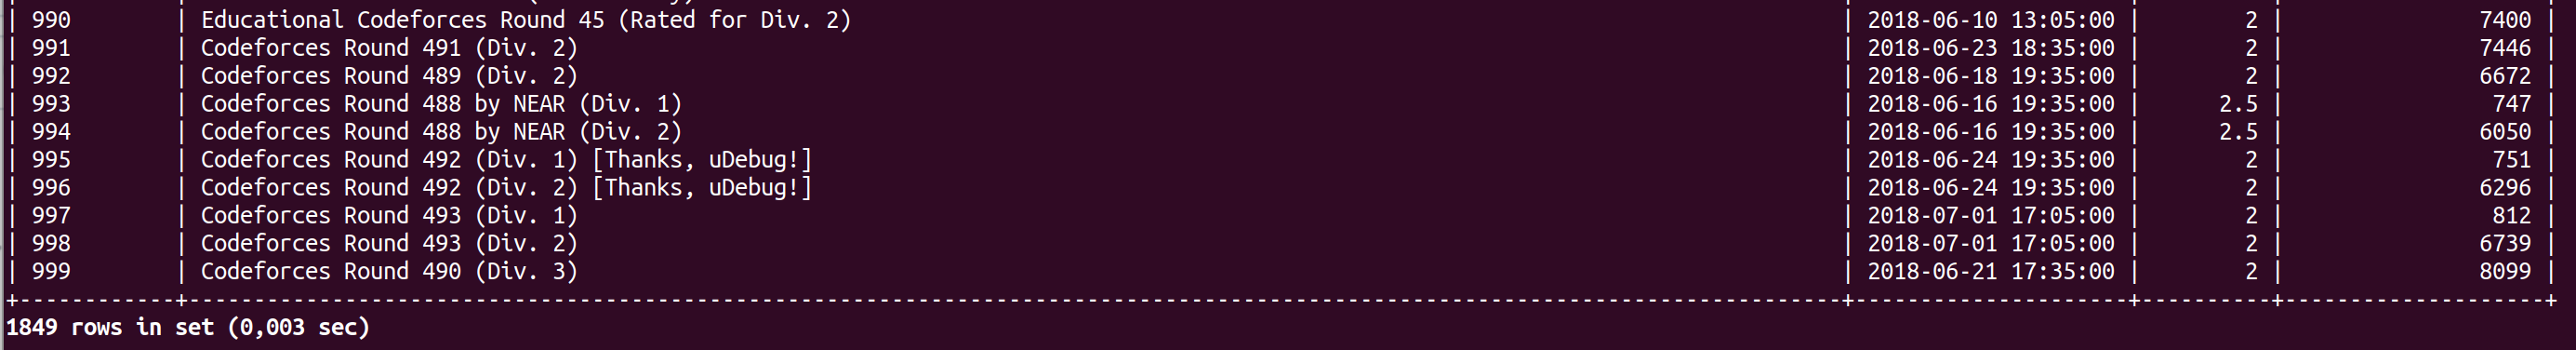 | 990 | Educational Codeforces Round 45 (Rated for Div. 2) | 2018-06-10 13:05:00 | 2 | 7400 |
| 991 | Codeforces Round 491 (Div. 2) | 2018-06-23 18:35:00 | 2 | 7446 |
| 992 | Codeforces Round 489 (Div. 2) | 2018-06-18 19:35:00 | 2 | 6672 |
| 993 | Codeforces Round 488 by NEAR (Div. 1) | 2018-06-16 19:35:00 | 2.5 | 747 |
| 994 | Codeforces Round 488 by NEAR (Div. 2) | 2018-06-16 19:35:00 | 2.5 | 6050 |
| 995 | Codeforces Round 492 (Div. 1) [Thanks, uDebug!] | 2018-06-24 19:35:00 | 2 | 751 |
| 996 | Codeforces Round 492 (Div. 2) [Thanks, uDebug!] | 2018-06-24 19:35:00 | 2 | 6296 |
| 997 | Codeforces Round 493 (Div. 1) | 2018-07-01 17:05:00 | 2 | 812 |
| 998 | Codeforces Round 493 (Div. 2) | 2018-07-01 17:05:00 | 2 | 6739 |
| 999 | Codeforces Round 490 (Div. 3) | 2018-06-21 17:35:00 | 2 | 8099 |
1849 rows in set (0,003 sec)